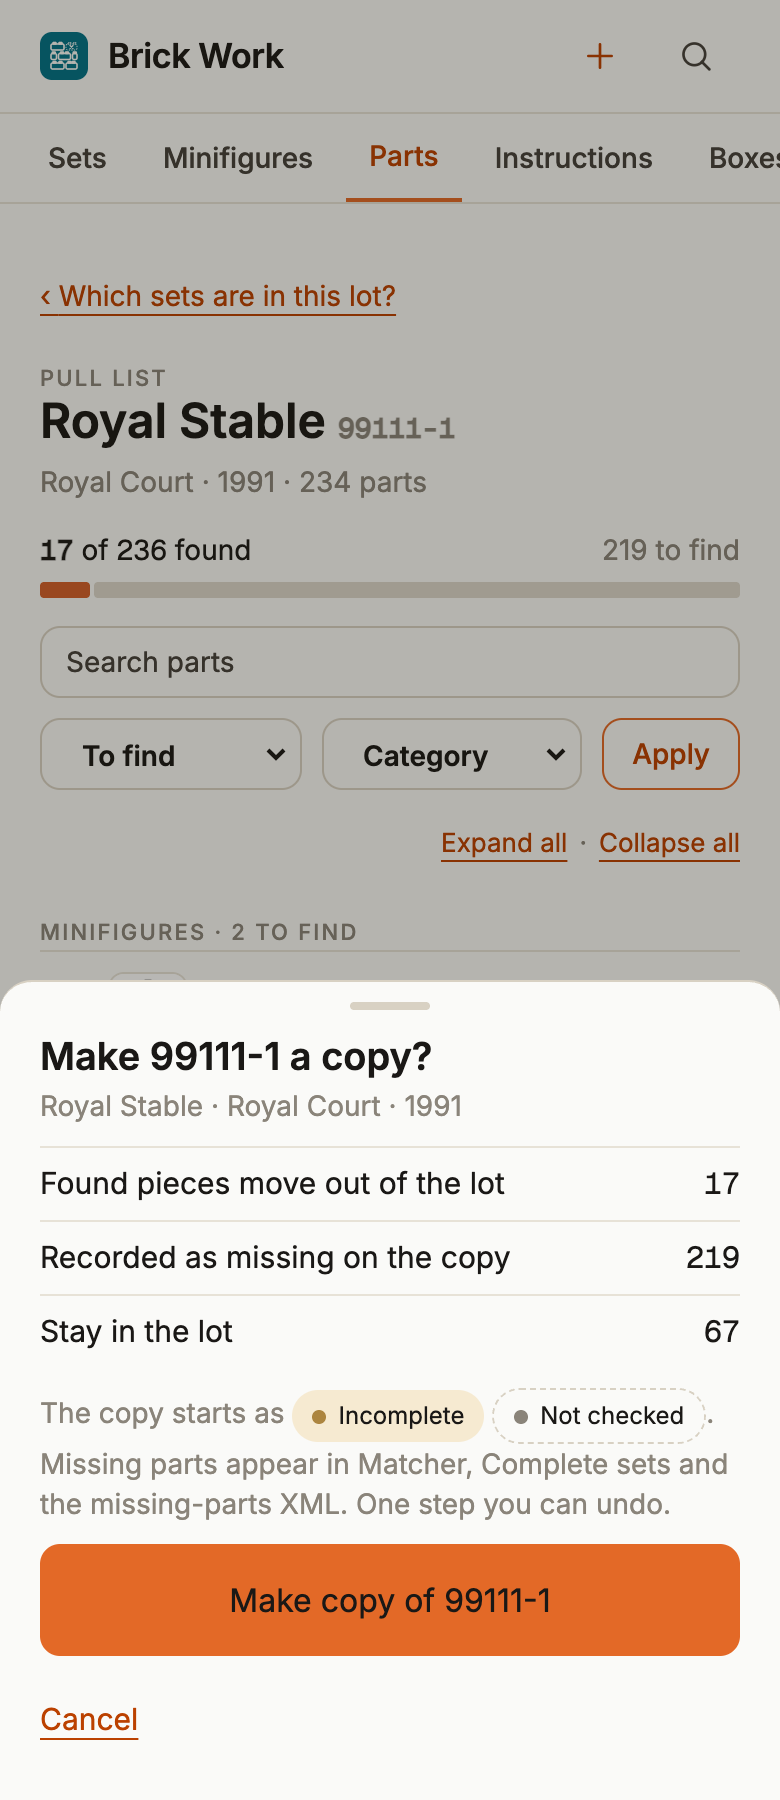 Brick Work
Sets Minifigures Parts Instructions Boxes
‹ Which sets are in this lot?
PULL LIST
Royal Stable 99111-1
Royal Court · 1991 · 234 parts
17 of 236 found 219 to find
Search parts
To find Category Apply
Expand all · Collapse all
MINIFIGURES · 2 TO FIND
Make 99111-1 a copy?
Royal Stable · Royal Court · 1991
Found pieces move out of the lot 17
Recorded as missing on the copy 219
Stay in the lot 67
The copy starts as Incomplete Not checked .
Missing parts appear in Matcher, Complete sets and
the missing-parts XML. One step you can undo.
Make copy of 99111-1
Cancel